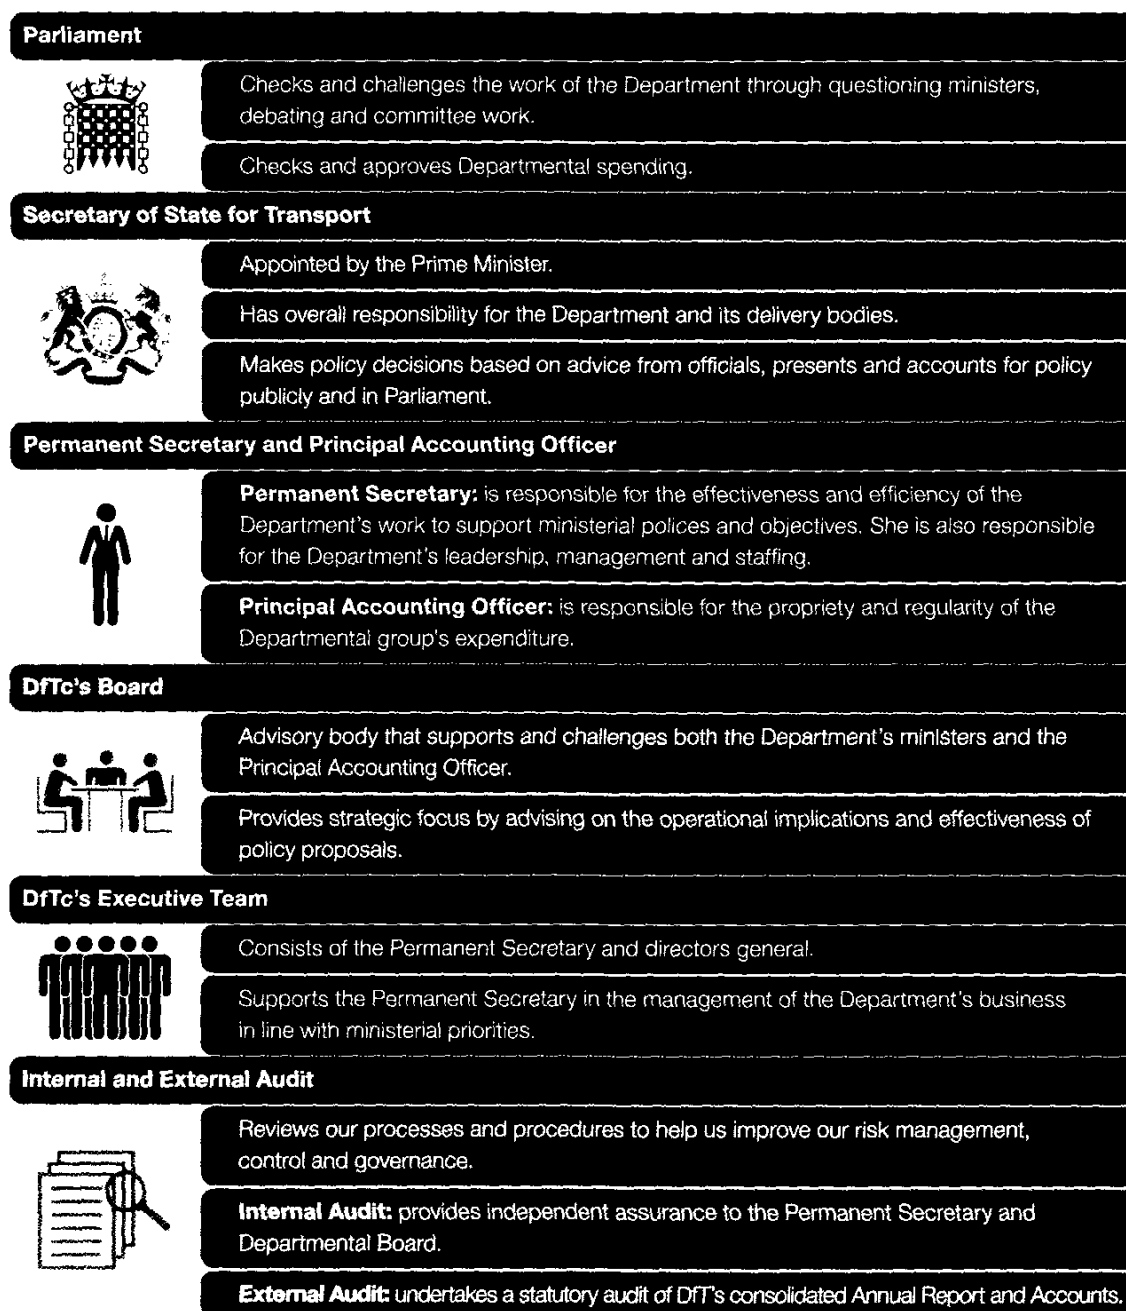 Parliament
Checks and challenges the work of the Department through questioning ministers,
debating and committee work.
Checks and approves Departmental spending.
Secretary of State for Transport
Appointed by the Prime Minister.
Has overall responsibility for the Department and its delivery bodies.
Makes policy decisions based on advice from officials, presents and accounts for policy
publicly and in Parliament.
Permanent Secretary and Principal Accounting Officer
Permanent Secretary: is responsible for the effectiveness and efficiency of the
Department's work to support ministerial polices and objectives. She is also responsible
for the Department's leadership, management and staffing.
Principal Accounting Officer: is responsible for the propriety and regularity of the
Departmental group's expenditure.
DfTc's Board
Advisory body that supports and challenges both the Department's ministers and the
Principal Accounting Officer.
Provides strategic focus by advising on the operational implications and effectiveness of
policy proposals.
DfTc's Executive Team
Consists of the Permanent Secretary and directors general.
Supports the Permanent Secretary in the management of the Department's business
in line with ministerial priorities.
Internal and External Audit
Reviews our processes and procedures to help us improve our risk management,
control and governance.
Internal Audit: provides independent assurance to the Permanent Secretary and
Departmental Board.
External Audit: undertakes a statutory audit of DfT's consolidated Annual Report and Accounts.